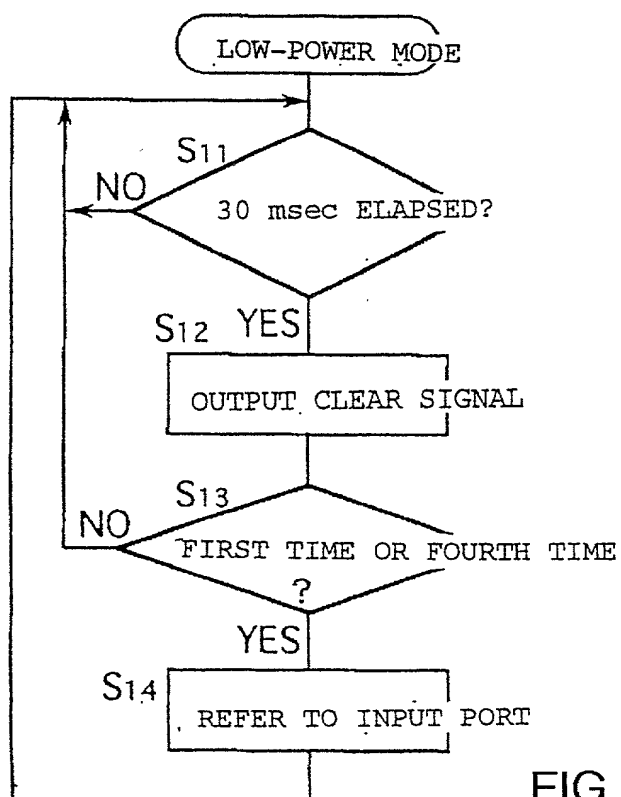 LOW-POWER MODE
S11
NO
30 msec ELAPSED?
S12
YES
OUTPUT CLEAR SIGNAL
S13
NO
FIRST TIME OR FOURTH TIME
?
YES
S14
REFER TO INPUT PORT
FIG